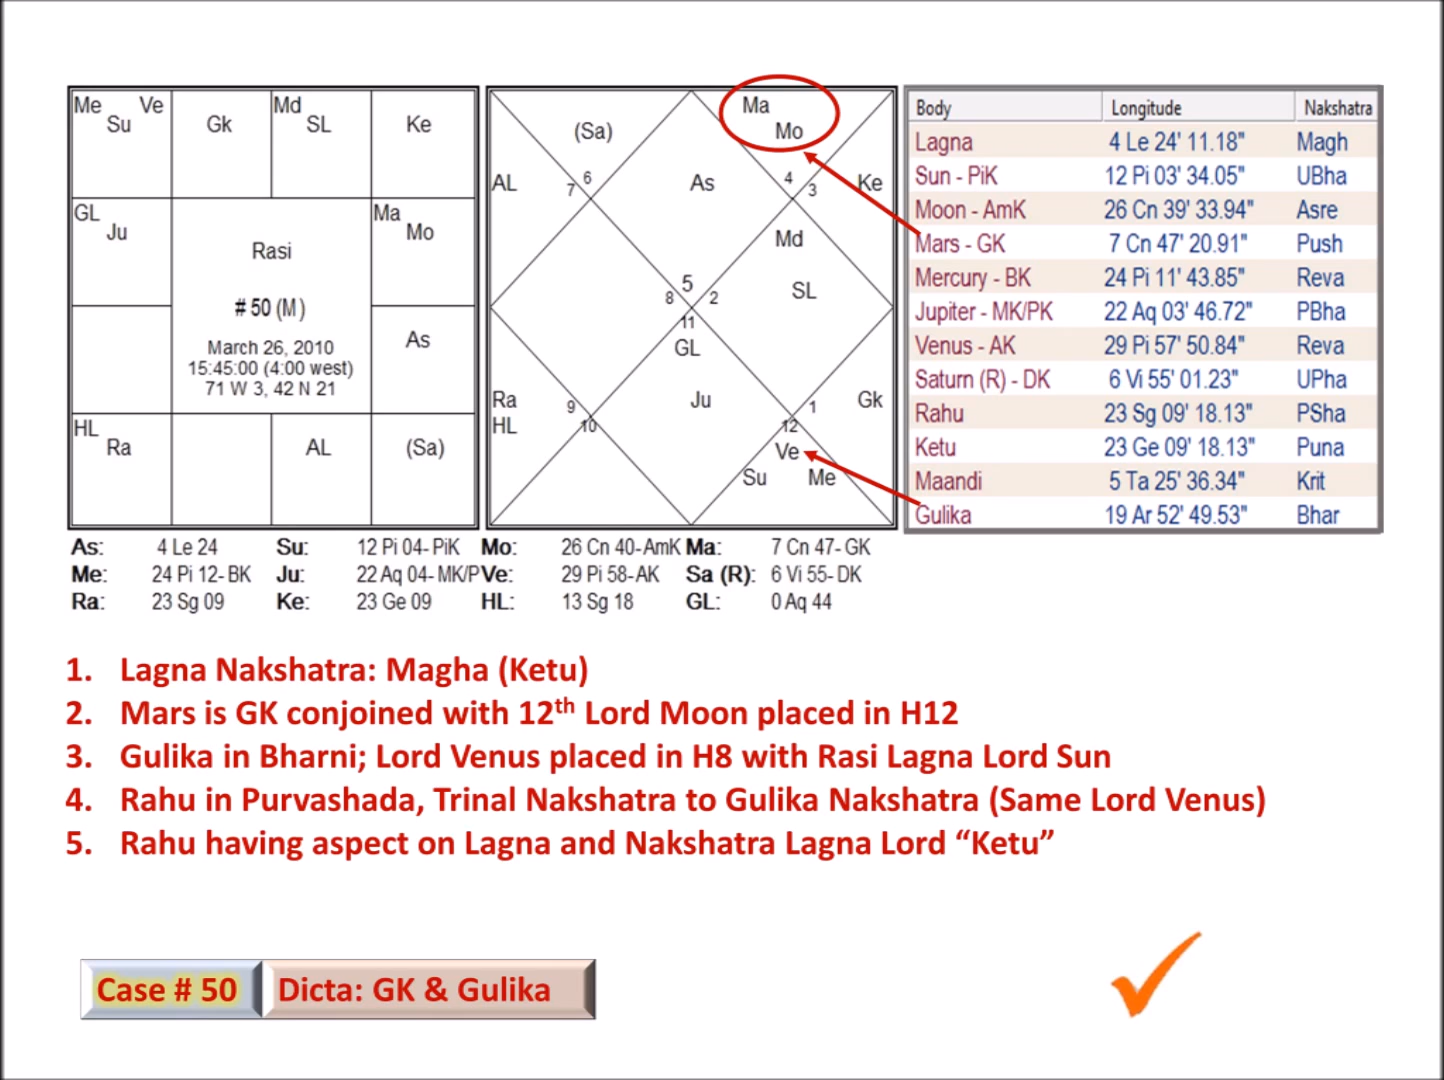 Me Ve
Su
Gk
Md
SL
Ke
GL
Ju
Ma
Mo
Rasi
# 50 (M)
March 26, 2010
15:45:00 (4:00 west)
71 W 3, 42 N 21
As
HL
Ra
AL
(Sa)
Ma
Mo
(Sa)
AL
7 6
As
4 3
Ke
Md
SL
5
8 2
11
GL
Ju
Ra
HL
9
10
1
12
Gk
Ve
Su Me
Body Longitude Nakshatra
Lagna 4 Le 24' 11.18" Magh
Sun - PiK 12 Pi 03' 34.05" UBha
Moon - AmK 26 Cn 39' 33.94" Asre
Mars - GK 7 Cn 47' 20.91" Push
Mercury - BK 24 Pi 11' 43.85" Reva
Jupiter - MK/PK 22 Aq 03' 46.72" PBha
Venus - AK 29 Pi 57' 50.84" Reva
Saturn (R) - DK 6 Vi 55' 01.23" UPha
Rahu 23 Sg 09' 18.13" PSha
Ketu 23 Ge 09' 18.13" Puna
Maandi 5 Ta 25' 36.34" Krit
Gulika 19 Ar 52' 49.53" Bhar
As: 4 Le 24 Su: 12 Pi 04- PiK Mo: 26 Cn 40-AmK Ma: 7 Cn 47- GK
Me: 24 Pi 12- BK Ju: 22 Aq 04- MK/P Ve: 29 Pi 58-AK Sa (R): 6 Vi 55- DK
Ra: 23 Sg 09 Ke: 23 Ge 09 HL: 13 Sg 18 GL: 0 Aq 44
1. Lagna Nakshatra: Magha (Ketu)
2. Mars is GK conjoined with 12th Lord Moon placed in H12
3. Gulika in Bharni; Lord Venus placed in H8 with Rasi Lagna Lord Sun
4. Rahu in Purvashada, Trinal Nakshatra to Gulika Nakshatra (Same Lord Venus)
5. Rahu having aspect on Lagna and Nakshatra Lagna Lord “Ketu”
Case # 50 Dicta: GK & Gulika